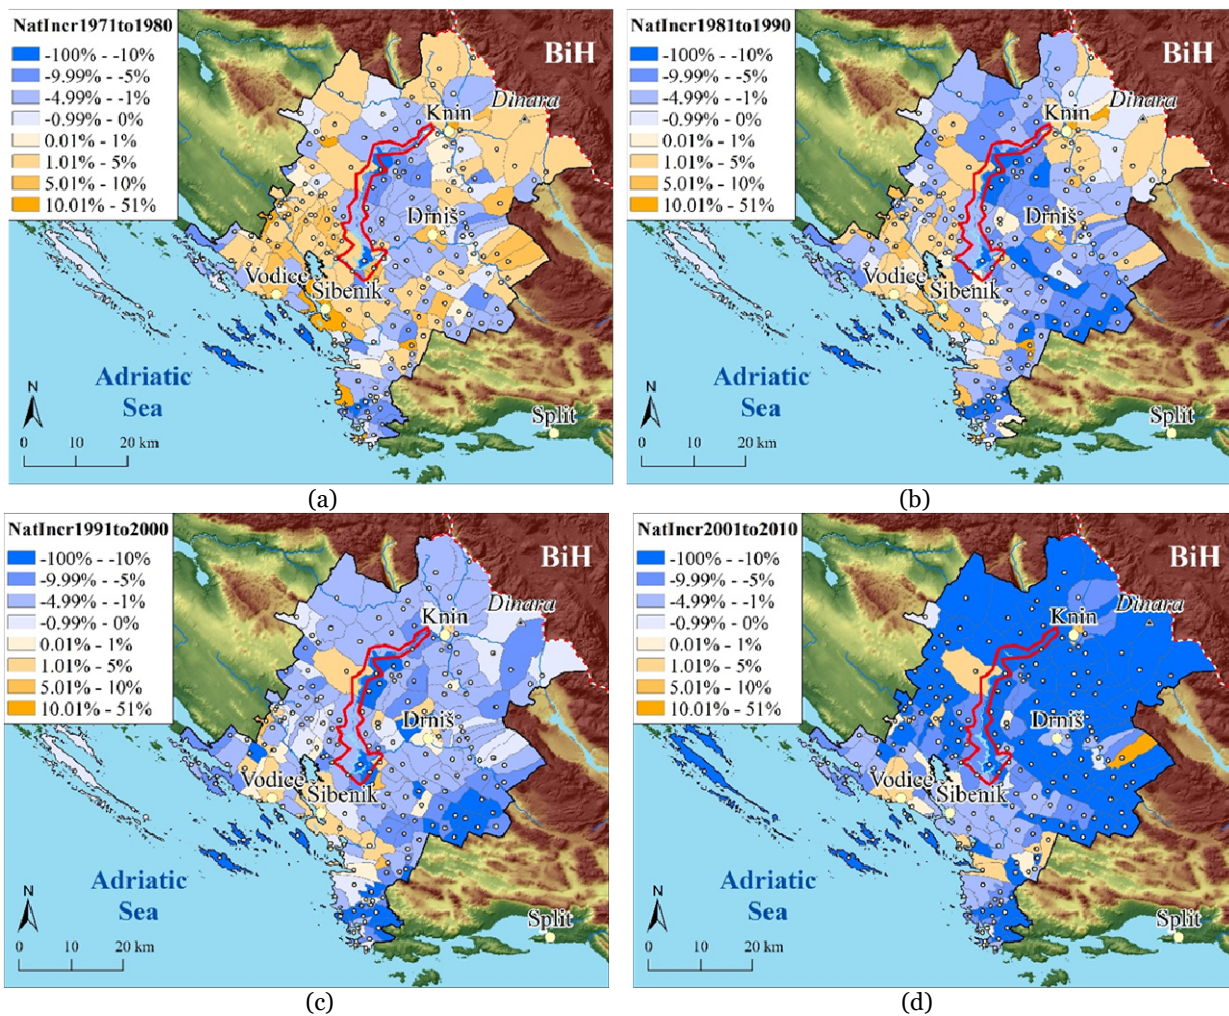 NatIncr1971to1980
-100% - -10%
-9.99% - -5%
-4.99% - -1%
-0.99% - 0%
0.01% - 1%
1.01% - 5%
5.01% - 10%
10.01% - 51%
BiH
Dinara
Knin
Drniš
Vodice
Šibenik
Adriatic
Sea
Split
N
0 10 20 km
(a)
NatIncr1981to1990
-100% - -10%
-9.99% - -5%
-4.99% - -1%
-0.99% - 0%
0.01% - 1%
1.01% - 5%
5.01% - 10%
10.01% - 51%
BiH
Dinara
Knin
Drniš
Vodice
Šibenik
Adriatic
Sea
Split
N
0 10 20 km
(b)
NatIncr1991to2000
-100% - -10%
-9.99% - -5%
-4.99% - -1%
-0.99% - 0%
0.01% - 1%
1.01% - 5%
5.01% - 10%
10.01% - 51%
BiH
Dinara
Knin
Drniš
Vodice
Šibenik
Adriatic
Sea
Split
N
0 10 20 km
(c)
NatIncr2001to2010
-100% - -10%
-9.99% - -5%
-4.99% - -1%
-0.99% - 0%
0.01% - 1%
1.01% - 5%
5.01% - 10%
10.01% - 51%
BiH
Dinara
Knin
Drniš
Vodice
Šibenik
Adriatic
Sea
Split
N
0 10 20 km
(d)